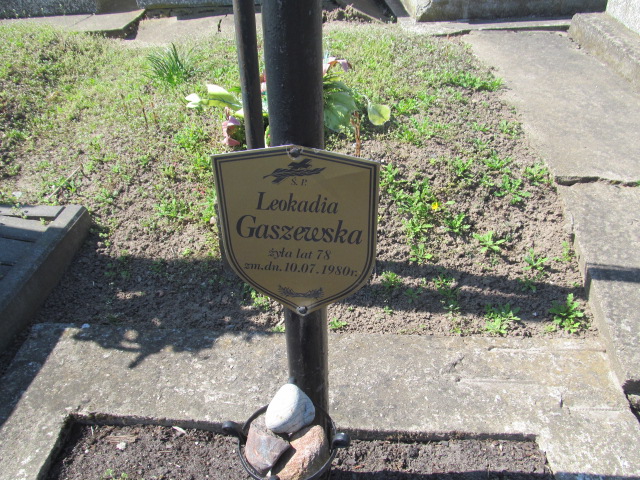 Ś.P.
Leokadia
Gaszewska
żyła lat 78
zm.dn.10.07.1980r.